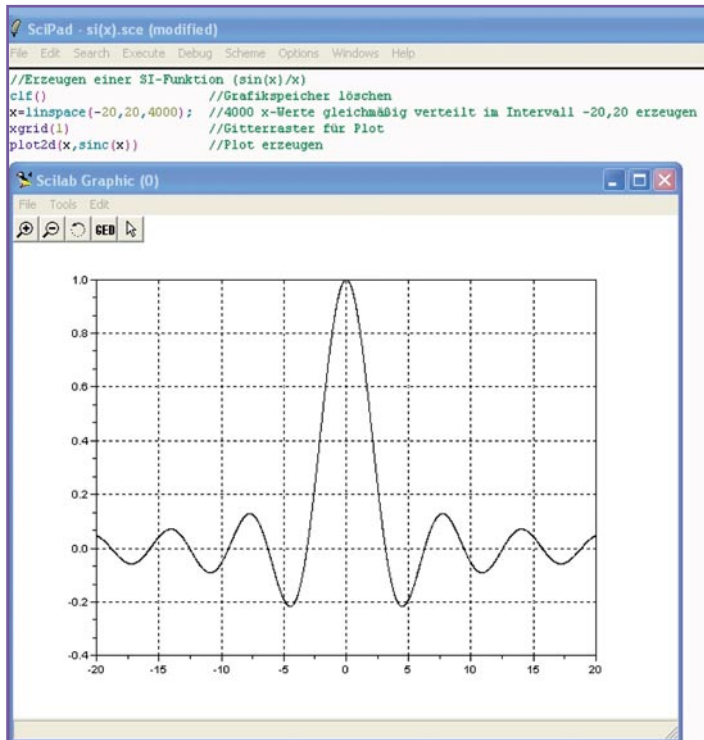 SciPad - si(x).sce (modified)
File Edit Search Execute Debug Scheme Options Windows Help
//Erzeugen einer SI-Funktion (sin(x)/x)
clf() //Grafikspeicher löschen
x=linspace(-20,20,4000); //4000 x-Werte gleichmäßig verteilt im Intervall -20,20 erzeugen
xgrid(1) //Gitterraster für Plot
plot2d(x,sinc(x)) //Plot erzeugen
Scilab Graphic (0)
File Tools Edit
GED
1.0
0.8
0.6
0.4
0.2
0.0
-0.2
-0.4
-20 -15 -10 -5 0 5 10 15 20